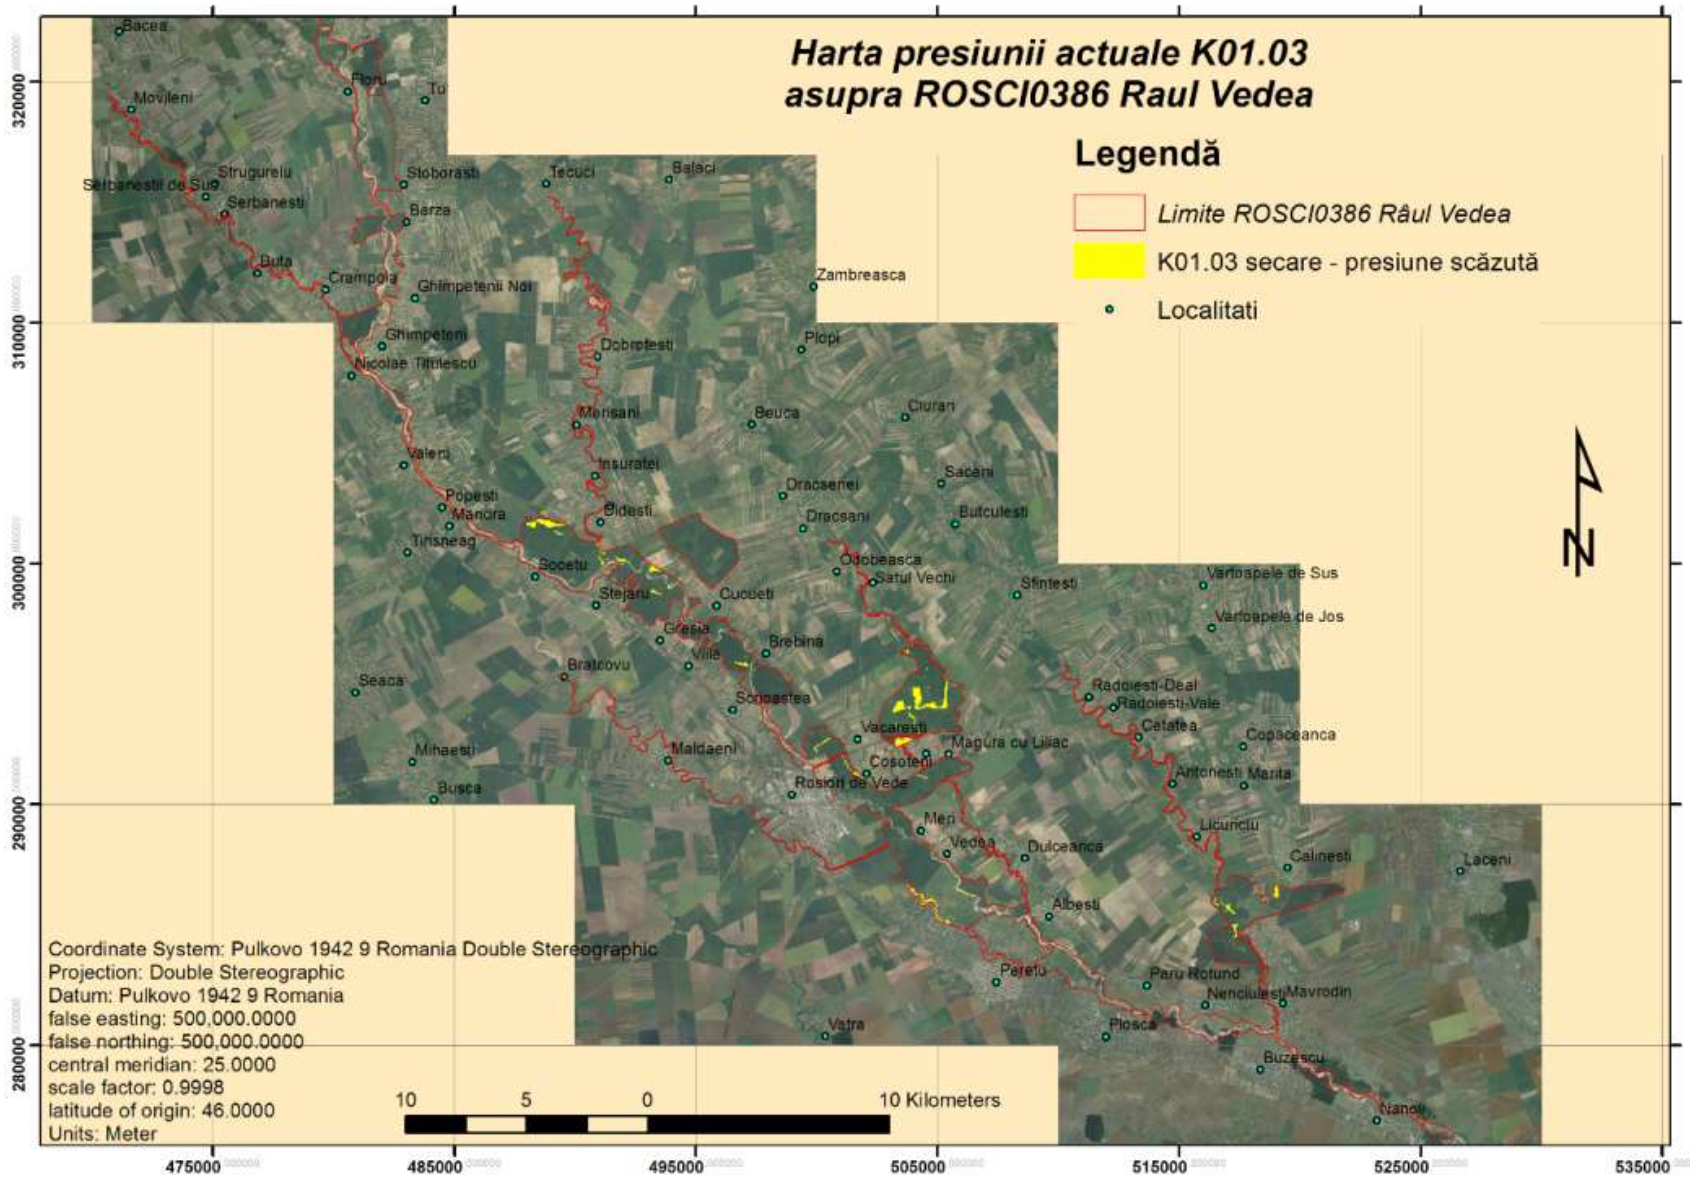 Harta presiunii actuale K01.03
asupra ROSCI0386 Raul Vedea
Legendă
Limite ROSCI0386 Râul Vedea
K01.03 secare - presiune scăzută
Localitati
Bacea
Floru
Tu
Movileni
Strugurelu
Serbanestii de Sus
Serbanesti
Stoborasti
Tecuci
Balaci
Barza
Buta
Crampoia
Ghimpetenii Noi
Zambreasca
Ghimpeteni
Nicolae Titulescu
Dobrotesti
Plopi
Merisani
Beuca
Ciurari
Valeni
Insuratei
Saceni
Popesti
Mandra
Didesti
Dracsenei
Dracsani
Butculesti
Tinsneag
Socetu
Odobeasca
Satul Vechi
Sfintesti
Vartoapele de Sus
Stejaru
Cucueti
Vartoapele de Jos
Gresia
Brebina
Bratcovu
Viile
Seaca
Scrioastea
Radoiesti-Deal
Radoiesti-Vale
Cetatea
Copaceanca
Vacaresti
Magura cu Liliac
Mihaesti
Maldaeni
Cosoteni
Antonesti
Marita
Busca
Rosiori de Vede
Meri
Licuriciu
Vedea
Dulceanca
Calinesti
Laceni
Albesti
Peretu
Paru Rotund
Nenciulesti
Mavrodin
Vatra
Plosca
Buzescu
Nanov
N
Coordinate System: Pulkovo 1942 9 Romania Double Stereographic
Projection: Double Stereographic
Datum: Pulkovo 1942 9 Romania
false easting: 500,000.0000
false northing: 500,000.0000
central meridian: 25.0000
scale factor: 0.9998
latitude of origin: 46.0000
Units: Meter
10 5 0 10 Kilometers
320000
310000
300000
290000
280000
475000 485000 495000 505000 515000 525000 535000